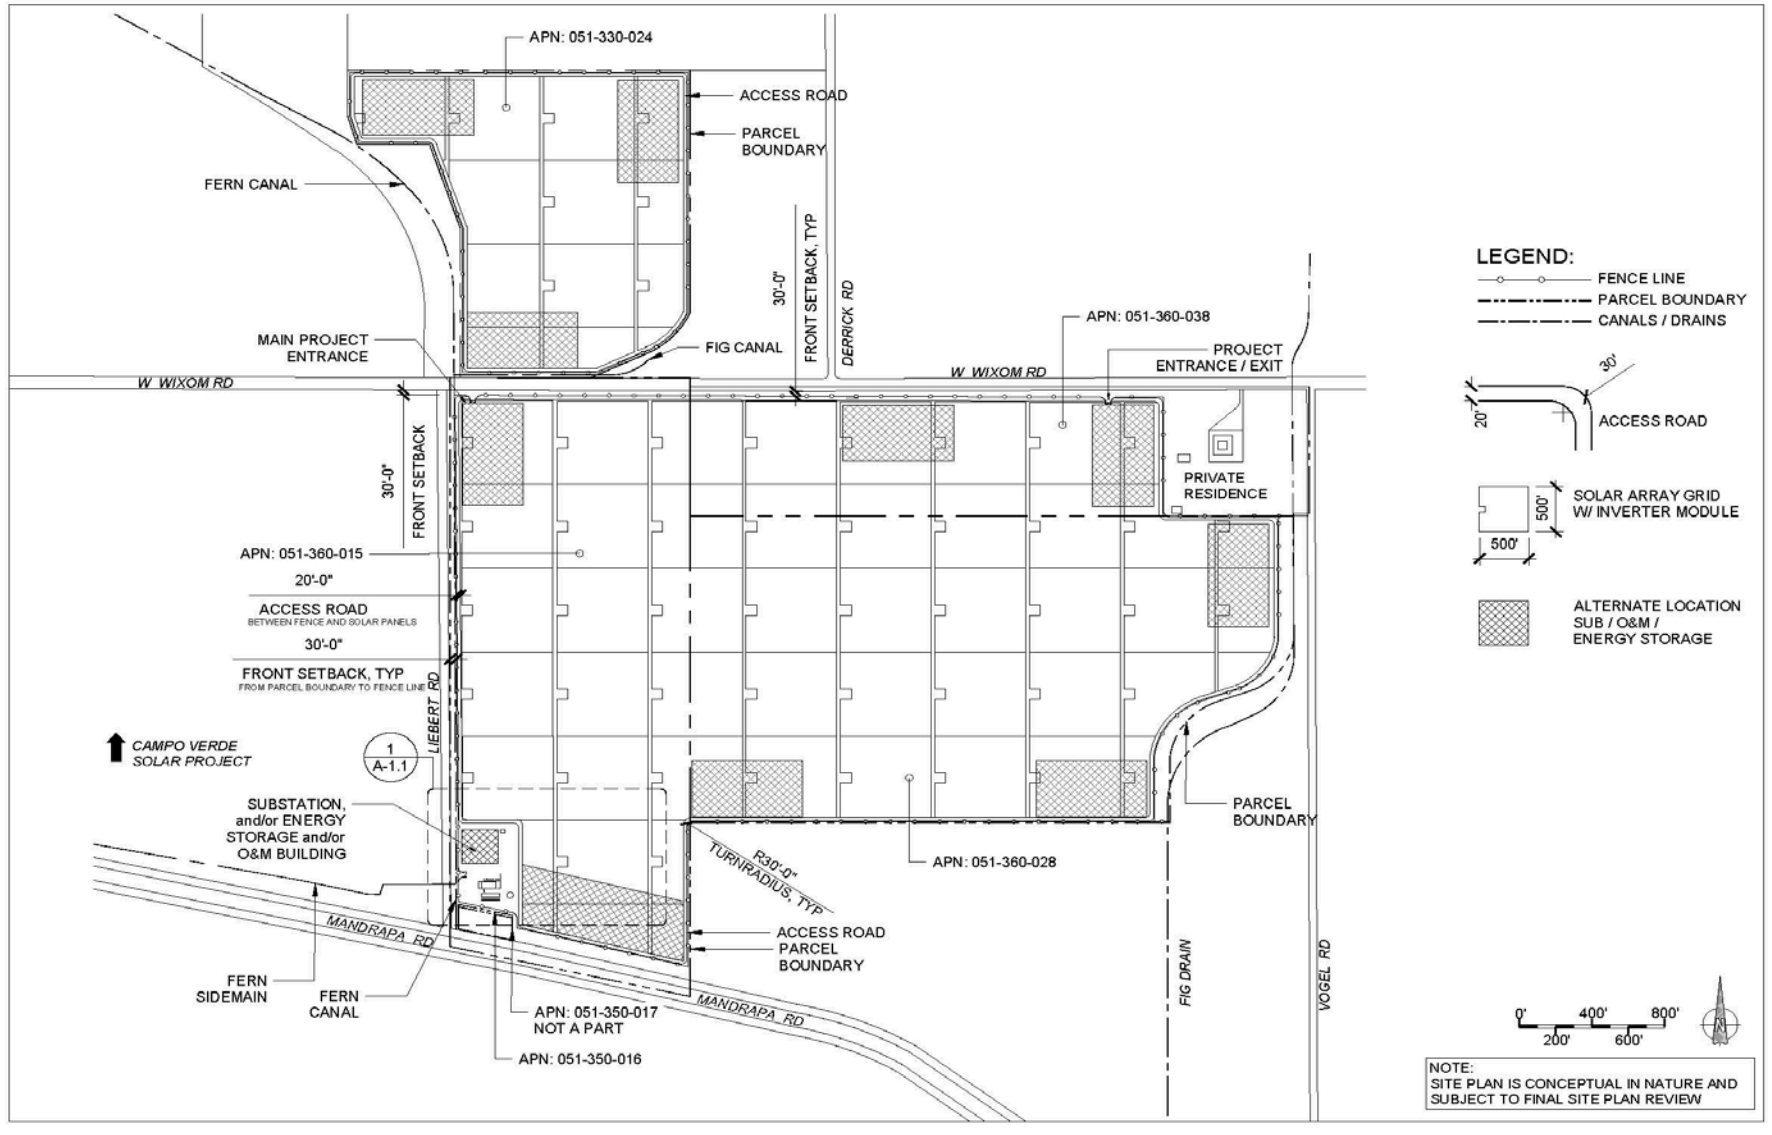 APN: 051-330-024
ACCESS ROAD
PARCEL
BOUNDARY
FERN CANAL
30'-0"
FRONT SETBACK, TYP
DERRICK RD
MAIN PROJECT
ENTRANCE
FIG CANAL
APN: 051-360-038
PROJECT
ENTRANCE / EXIT
W WIXOM RD
W WIXOM RD
30'-0"
FRONT SETBACK
PRIVATE
RESIDENCE
APN: 051-360-015
20'-0"
ACCESS ROAD
BETWEEN FENCE AND SOLAR PANELS
30'-0"
FRONT SETBACK, TYP
FROM PARCEL BOUNDARY TO FENCE LINE
LIEBERT RD
CAMPO VERDE
SOLAR PROJECT
1
A-1.1
SUBSTATION,
and/or ENERGY
STORAGE and/or
O&M BUILDING
PARCEL
BOUNDARY
APN: 051-360-028
R30'-0"
TURNRADIUS, TYP
MANDRAPA RD
ACCESS ROAD
PARCEL
BOUNDARY
FERN
SIDEMAIN
FERN
CANAL
APN: 051-350-017
NOT A PART
APN: 051-350-016
MANDRAPA RD
FIG DRAIN
VOGEL RD
LEGEND:
FENCE LINE
PARCEL BOUNDARY
CANALS / DRAINS
30'
20'
ACCESS ROAD
SOLAR ARRAY GRID
W/ INVERTER MODULE
500'
500'
ALTERNATE LOCATION
SUB / O&M /
ENERGY STORAGE
0' 400' 800'
200' 600'
N
NOTE:
SITE PLAN IS CONCEPTUAL IN NATURE AND
SUBJECT TO FINAL SITE PLAN REVIEW